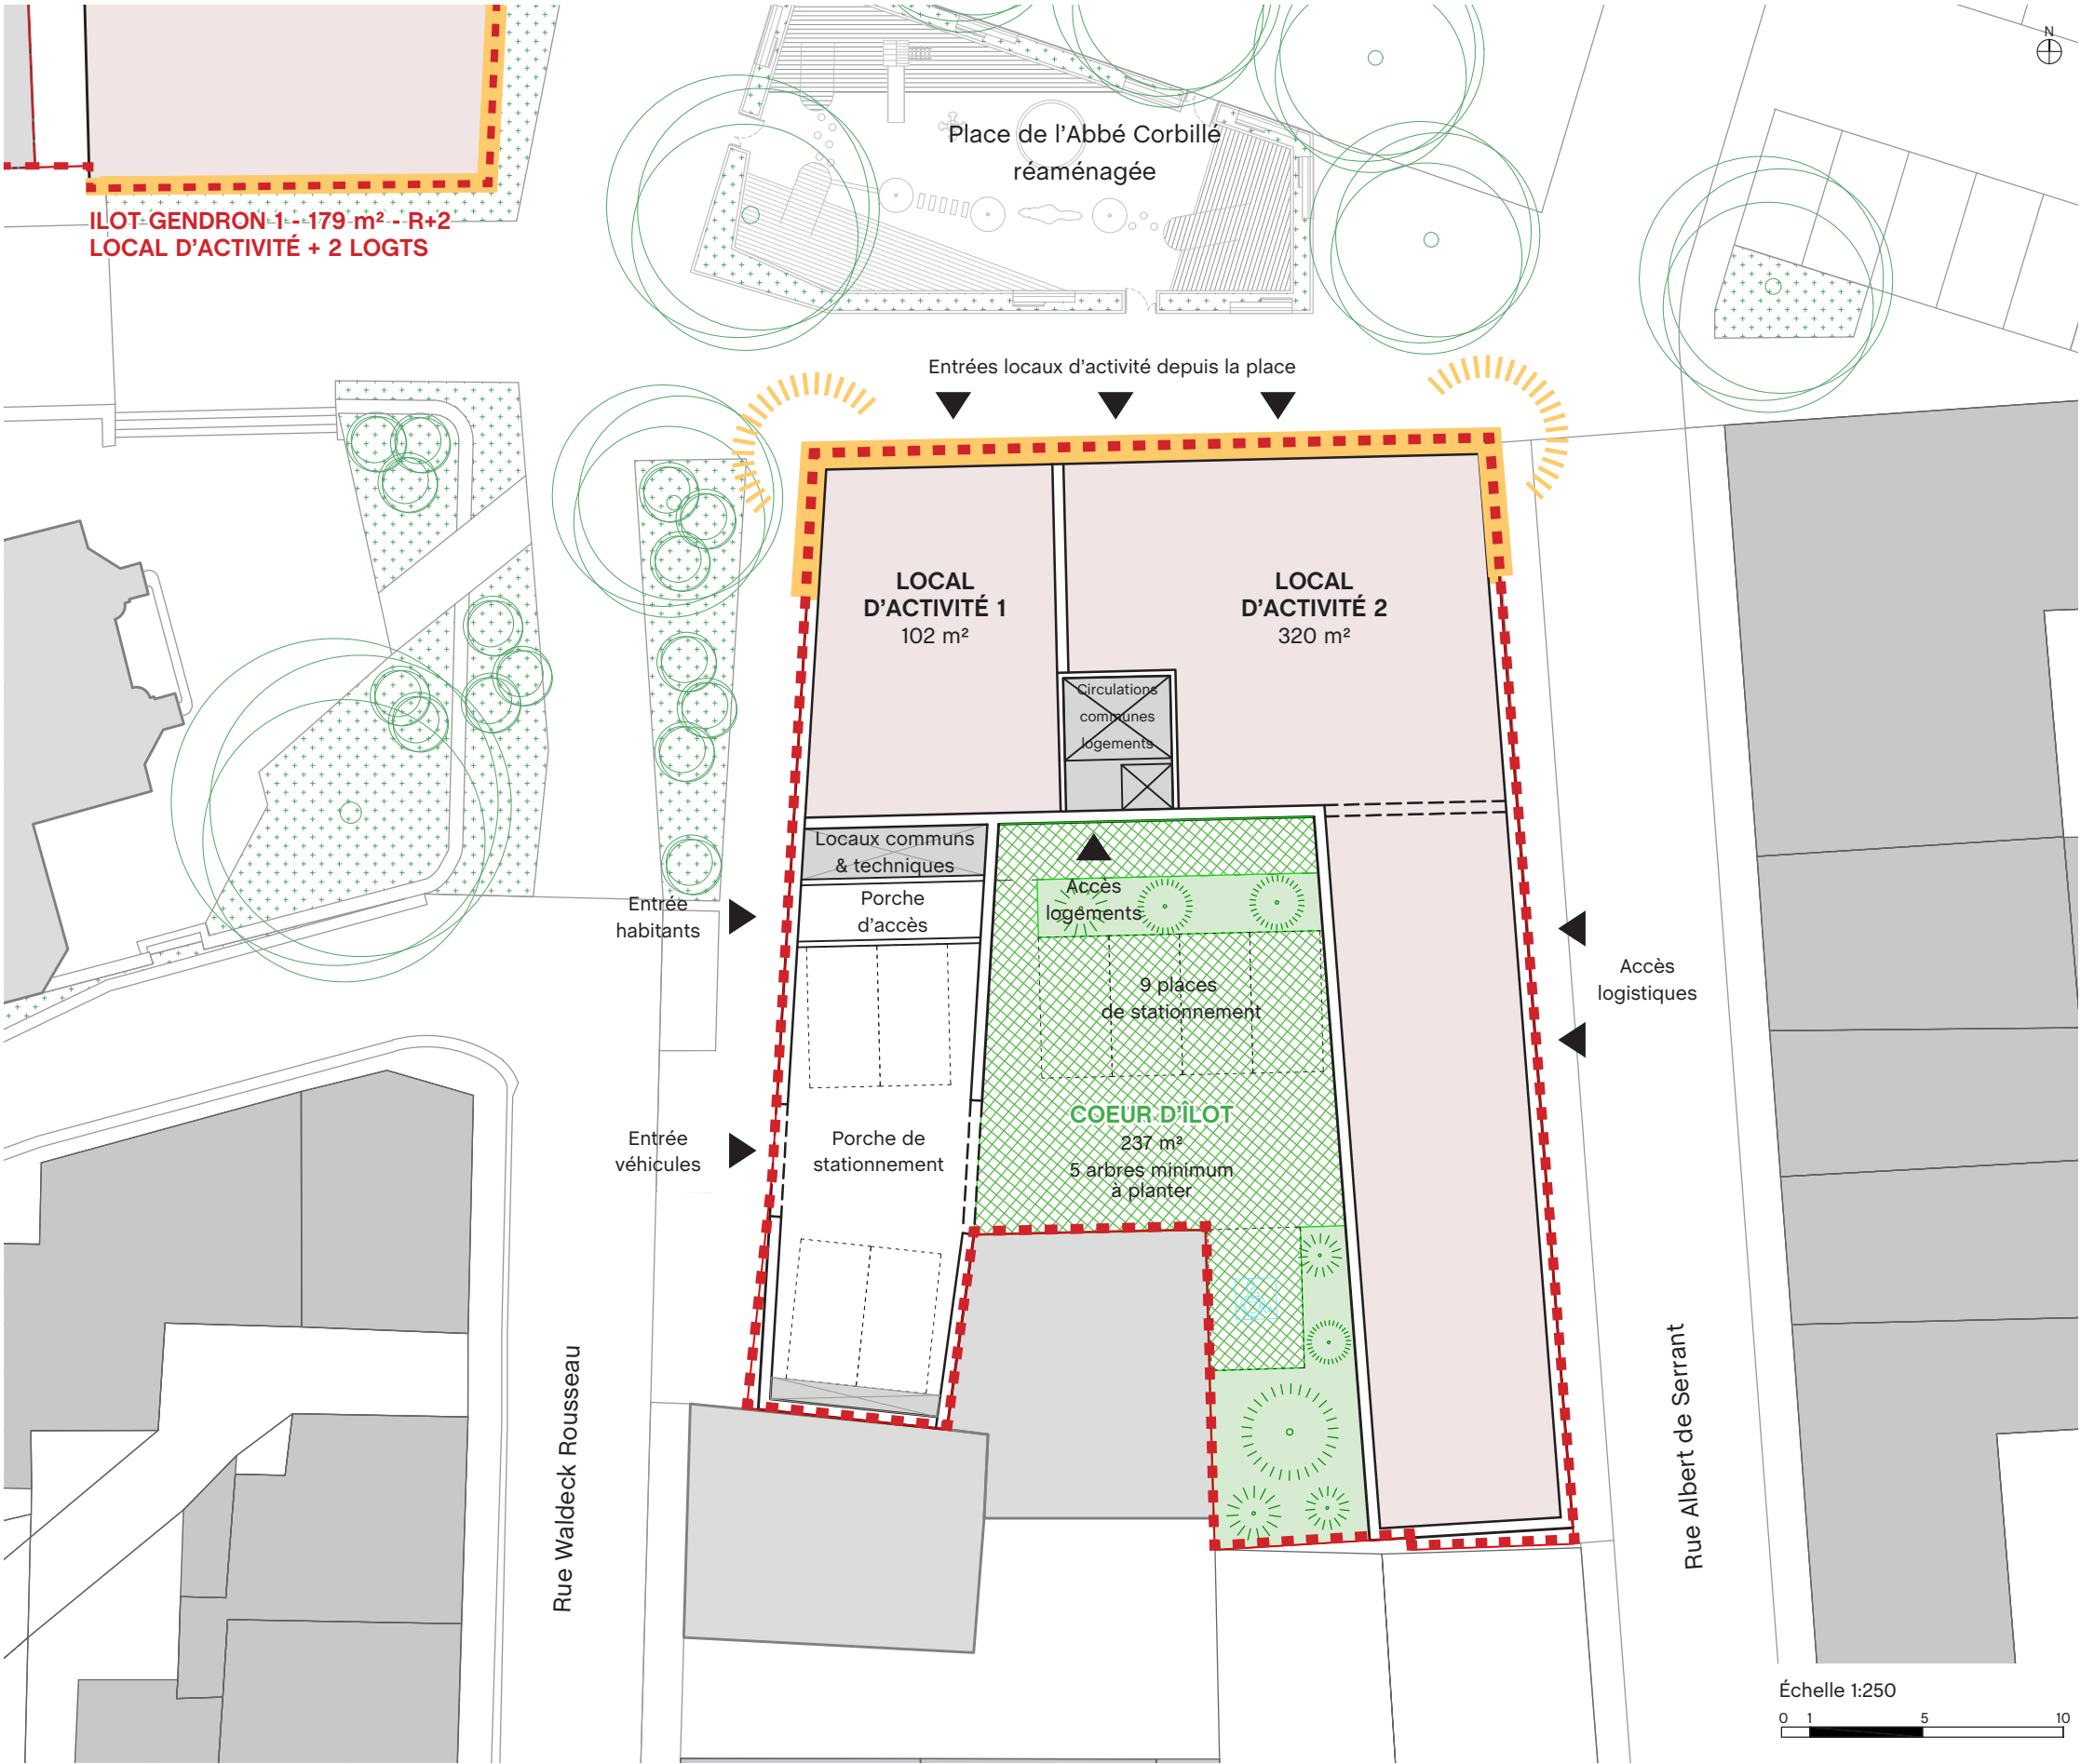 N
Place de l'Abbé Corbillé
réaménagée
ILOT GENDRON 1 - 179 m² - R+2
LOCAL D'ACTIVITÉ + 2 LOGTS
Entrées locaux d'activité depuis la place
LOCAL
D'ACTIVITÉ 1
102 m²
LOCAL
D'ACTIVITÉ 2
320 m²
Circulations
communes
logements
Locaux communs
& techniques
Porche
d'accès
Entrée
habitants
Accès
logements
Accès
logistiques
9 places
de stationnement
COEUR D'ÎLOT
237 m²
5 arbres minimum
à planter
Entrée
véhicules
Porche de
stationnement
Rue Waldeck Rousseau
Rue Albert de Serrant
Échelle 1:250
0 1 5 10